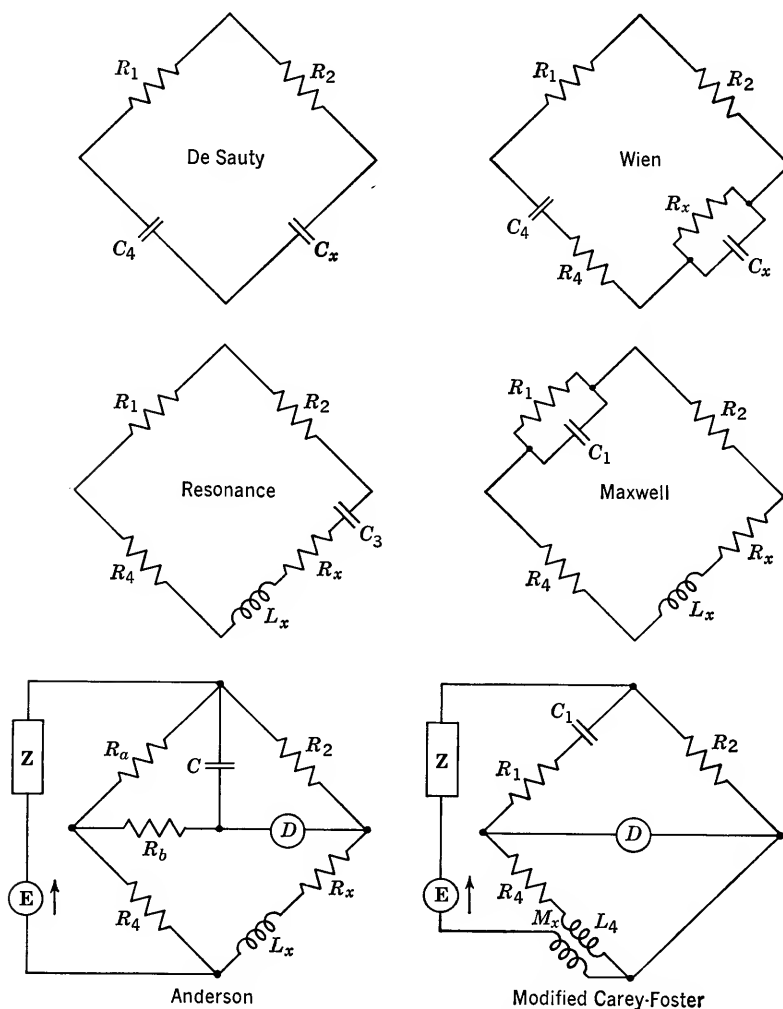 R₁ R₂
De Sauty
C₄ Cₓ
R₁ R₂
Wien
Rₓ
C₄
R₄ Cₓ
R₁ R₂
Resonance
C₃
R₄ Rₓ
Lₓ
R₁ R₂
C₁
Maxwell
R₄ Rₓ
Lₓ
Z
Rₐ C R₂
D
R_b
E
R₄ Rₓ
Lₓ
Anderson
C₁
Z
R₁ R₂
D
E
R₄
Mₓ L₄
Modified Carey-Foster